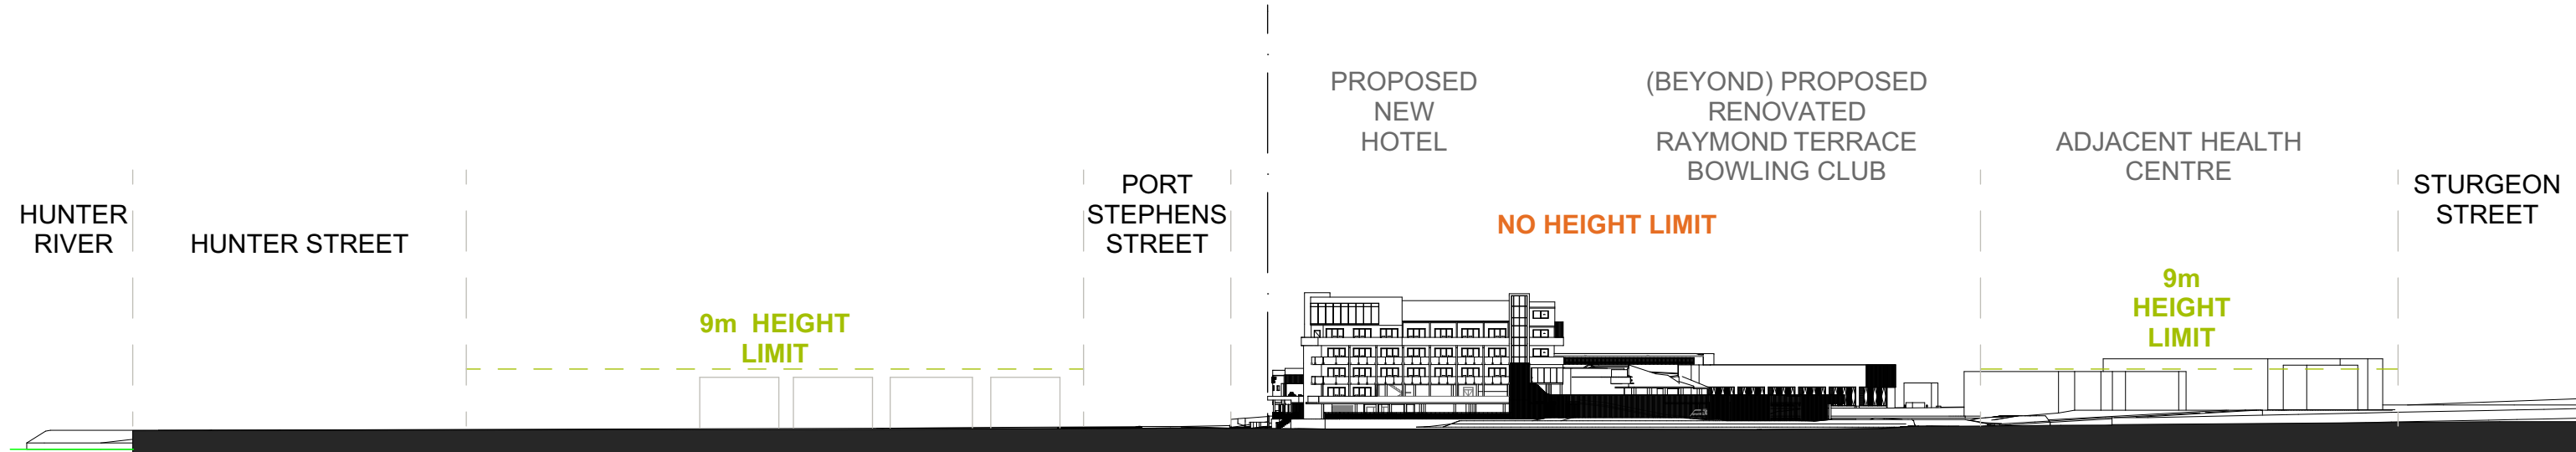 HUNTER
RIVER
HUNTER STREET
9m HEIGHT
LIMIT
PORT
STEPHENS
STREET
PROPOSED
NEW
HOTEL
(BEYOND) PROPOSED
RENOVATED
RAYMOND TERRACE
BOWLING CLUB
NO HEIGHT LIMIT
ADJACENT HEALTH
CENTRE
9m
HEIGHT
LIMIT
STURGEON
STREET